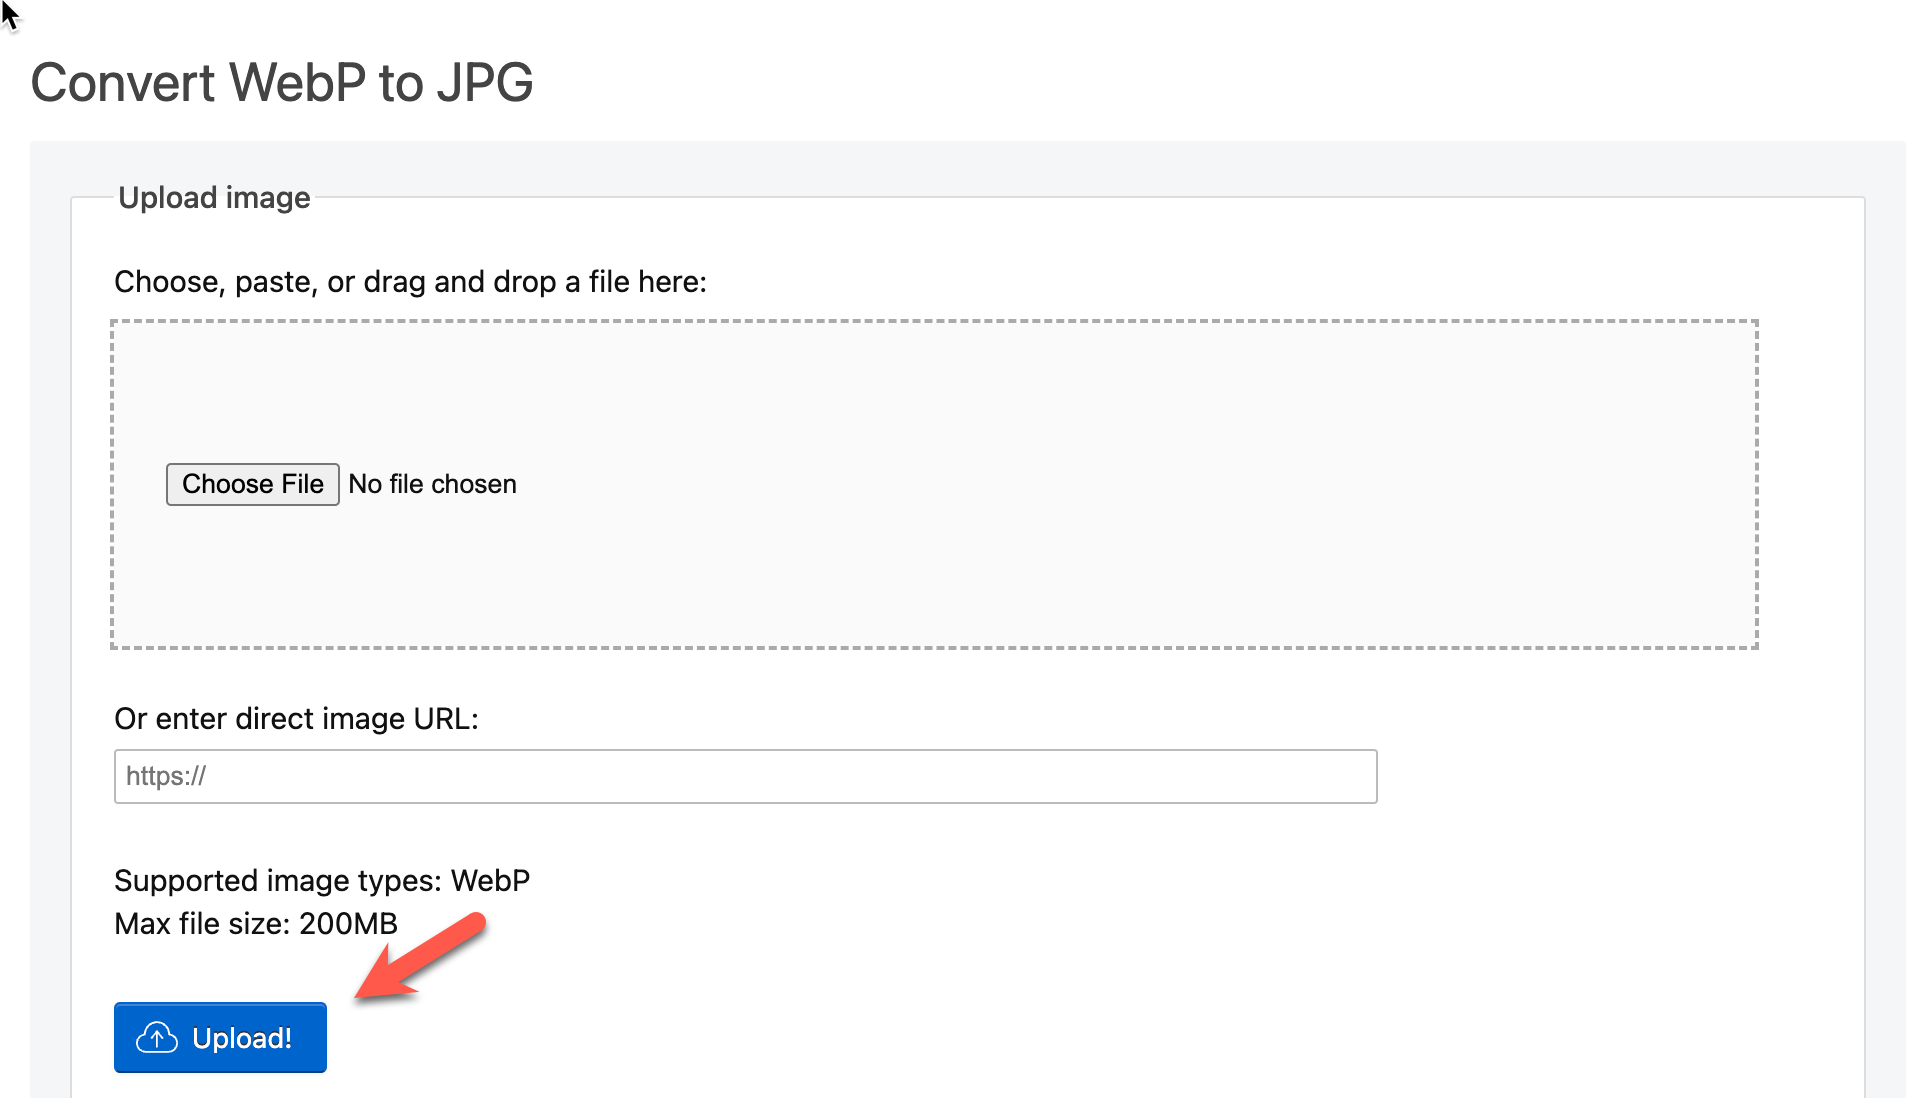 Convert WebP to JPG
Upload image
Choose, paste, or drag and drop a file here:
Choose File No file chosen
Or enter direct image URL:
https://
Supported image types: WebP
Max file size: 200MB
Upload!